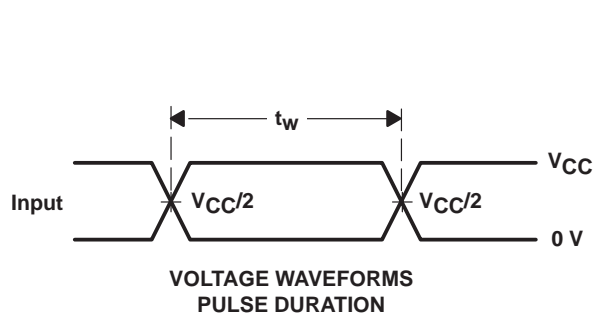 tw
VCC
Input VCC/2 VCC/2
0 V
VOLTAGE WAVEFORMS
PULSE DURATION